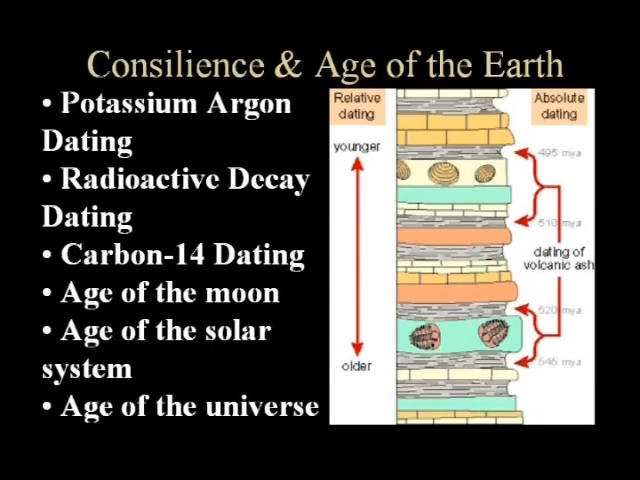 Consilience & Age of the Earth
• Potassium Argon
Dating
• Radioactive Decay
Dating
• Carbon-14 Dating
• Age of the moon
• Age of the solar
system
• Age of the universe
Relative
dating
younger
older
Absolute
dating
495 mya
510 mya
dating of
volcanic ash
520 mya
545 mya